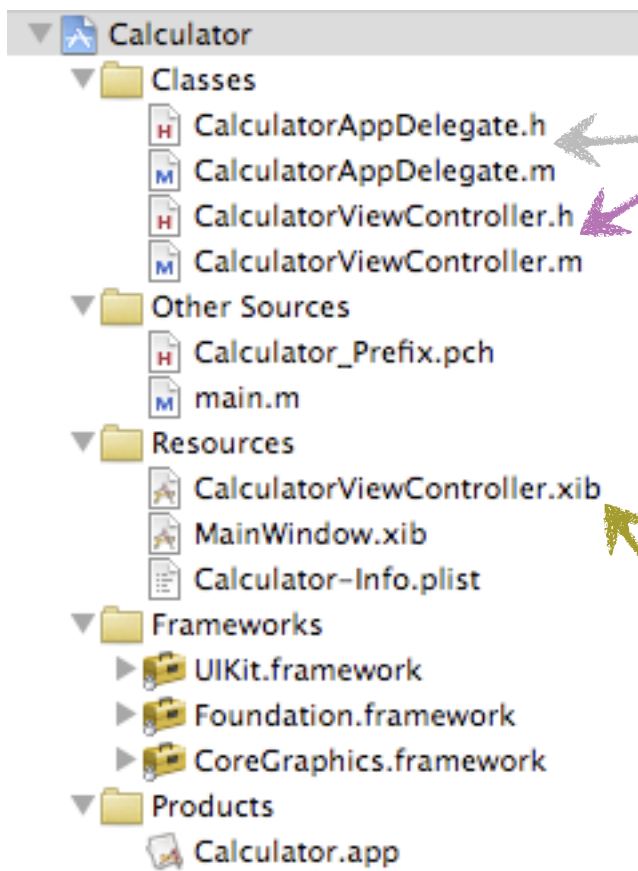 Calculator
Classes
CalculatorAppDelegate.h
CalculatorAppDelegate.m
CalculatorViewController.h
CalculatorViewController.m
Other Sources
Calculator_Prefix.pch
main.m
Resources
CalculatorViewController.xib
MainWindow.xib
Calculator-Info.plist
Frameworks
UIKit.framework
Foundation.framework
CoreGraphics.framework
Products
Calculator.app